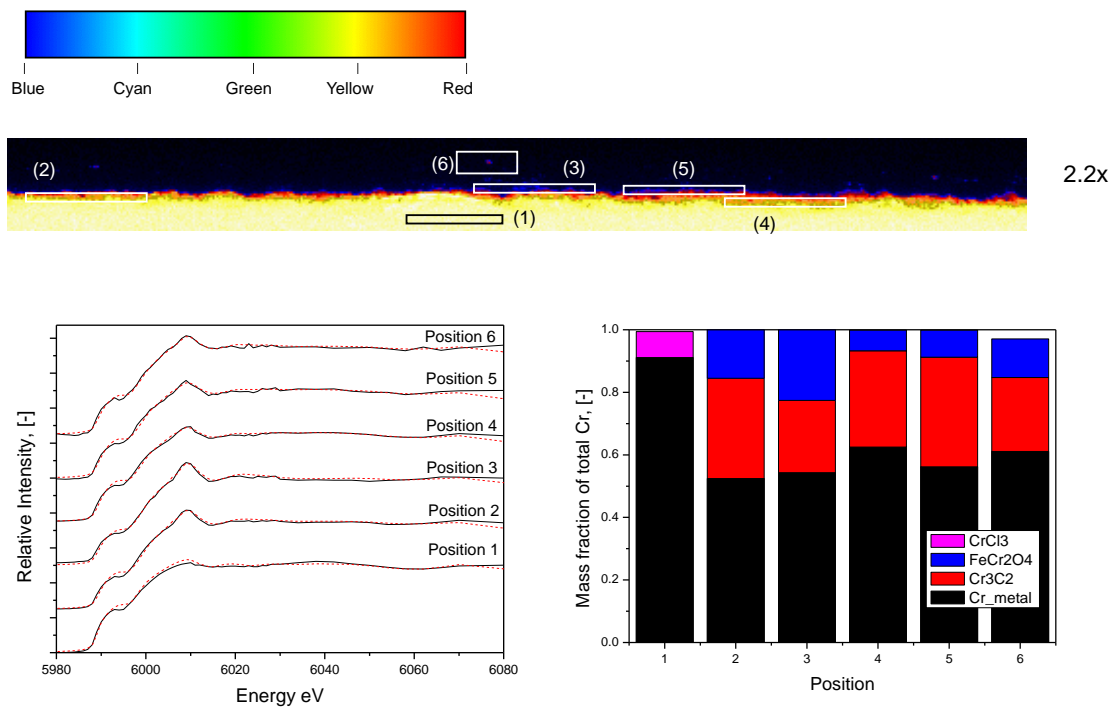 Blue Cyan Green Yellow Red
(2) (6) (3) (5) 2.2x
(1) (4)
Relative Intensity, [-]
Position 6
Position 5
Position 4
Position 3
Position 2
Position 1
5980 6000 6020 6040 6060 6080
Energy eV
Mass fraction of total Cr, [-]
1.0
0.8
0.6
0.4
0.2
0.0
CrCl3
FeCr2O4
Cr3C2
Cr_metal
1 2 3 4 5 6
Position